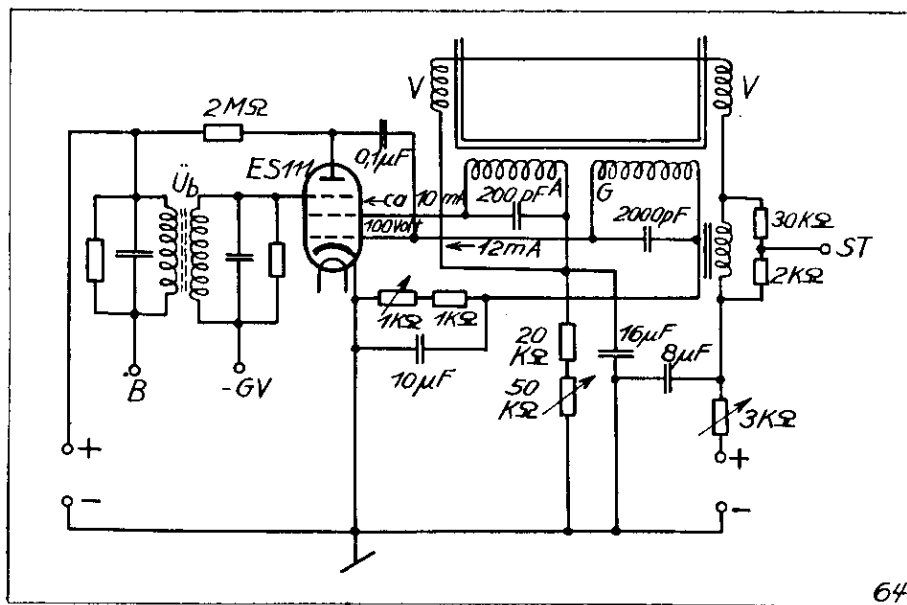 V
V
2MΩ
ES111
0,1µF
Üb
←ca 10 mA
200pF
A
G
2000pF
100Volt
←12mA
30KΩ
ST
2KΩ
1KΩ
1KΩ
10µF
20
KΩ
50
KΩ
16µF
8µF
3KΩ
B
-GV
+
-
+
-
64